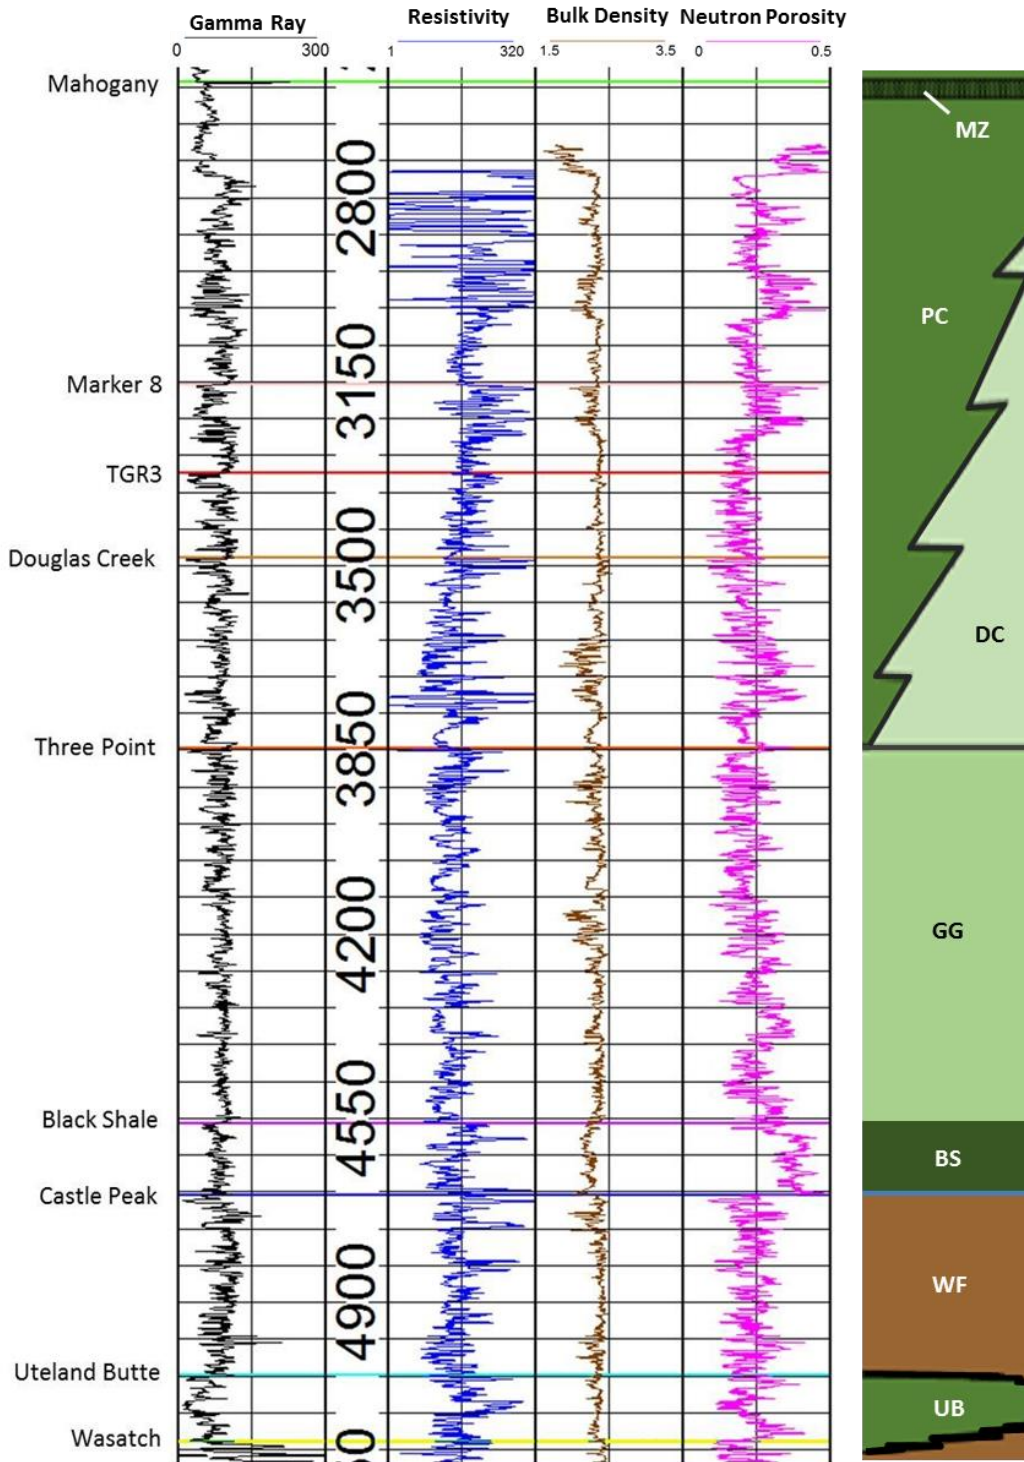 Gamma Ray Resistivity Bulk Density Neutron Porosity
0 300 1 320 1.5 3.5 0 0.5
Mahogany
MZ
2800
PC
3150
Marker 8
TGR3
3500
Douglas Creek
DC
Three Point
3850
GG
4200
4550
Black Shale
BS
Castle Peak
WF
4900
Uteland Butte
UB
Wasatch